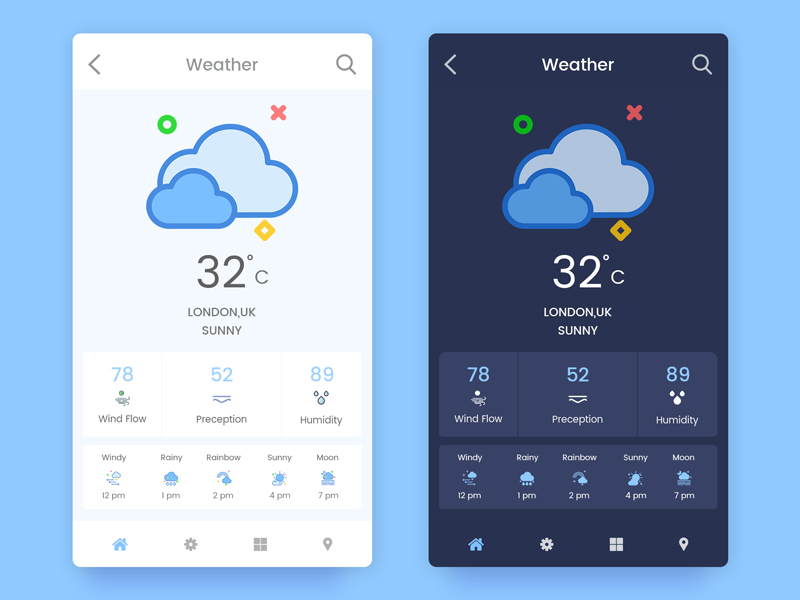 Weather
32°C
LONDON,UK
SUNNY
78 52 89
Wind Flow Preception Humidity
Windy Rainy Rainbow Sunny Moon
12 pm 1 pm 2 pm 4 pm 7 pm
Weather
32°C
LONDON,UK
SUNNY
78 52 89
Wind Flow Preception Humidity
Windy Rainy Rainbow Sunny Moon
12 pm 1 pm 2 pm 4 pm 7 pm